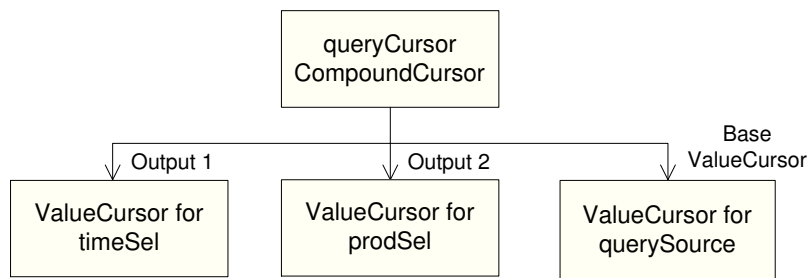 queryCursor
CompoundCursor
Base
ValueCursor
Output 1
Output 2
ValueCursor for
timeSel
ValueCursor for
prodSel
ValueCursor for
querySource